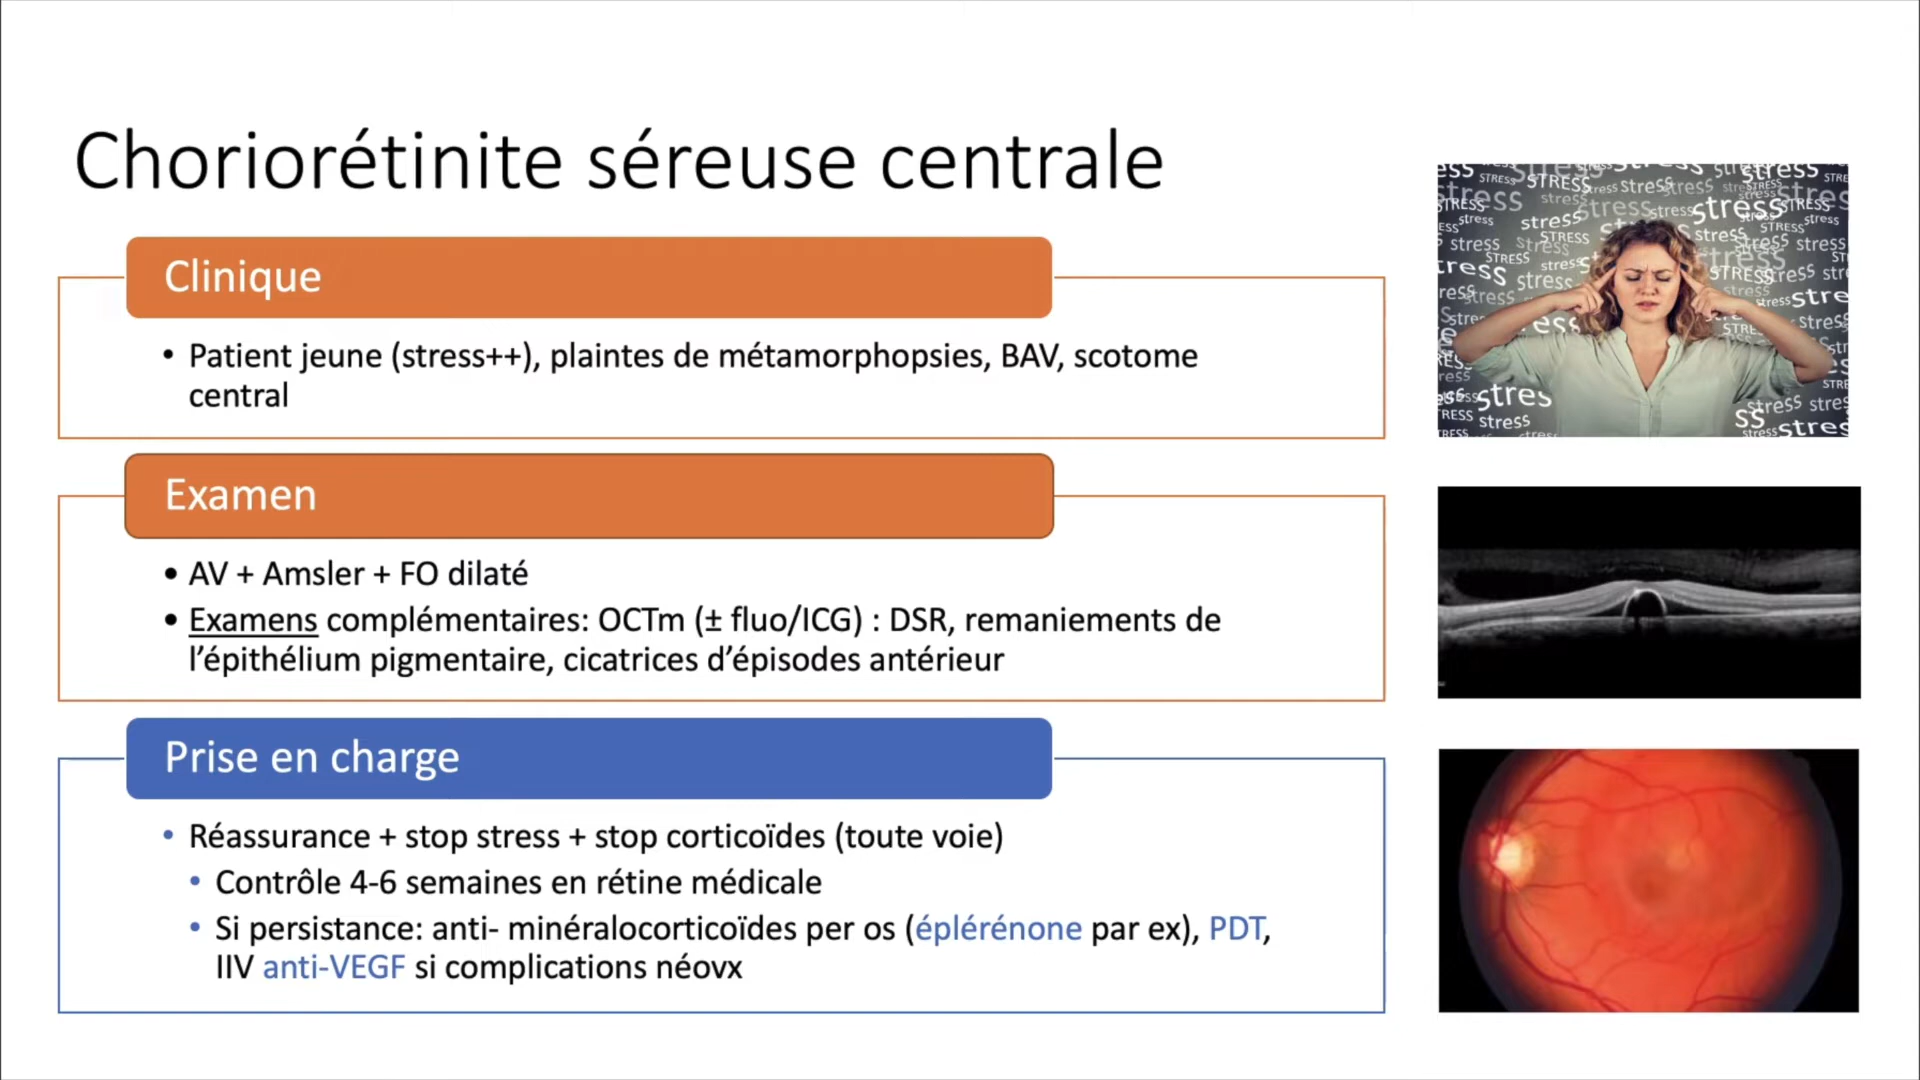 Choriorétinite séreuse centrale
Clinique
• Patient jeune (stress++), plaintes de métamorphopsies, BAV, scotome
central
Examen
• AV + Amsler + FO dilaté
• Examens complémentaires: OCTm (± fluo/ICG) : DSR, remaniements de
l’épithélium pigmentaire, cicatrices d’épisodes antérieur
Prise en charge
• Réassurance + stop stress + stop corticoïdes (toute voie)
• Contrôle 4-6 semaines en rétine médicale
• Si persistance: anti- minéralocorticoïdes per os (éplérénone par ex), PDT,
IIV anti-VEGF si complications néovx